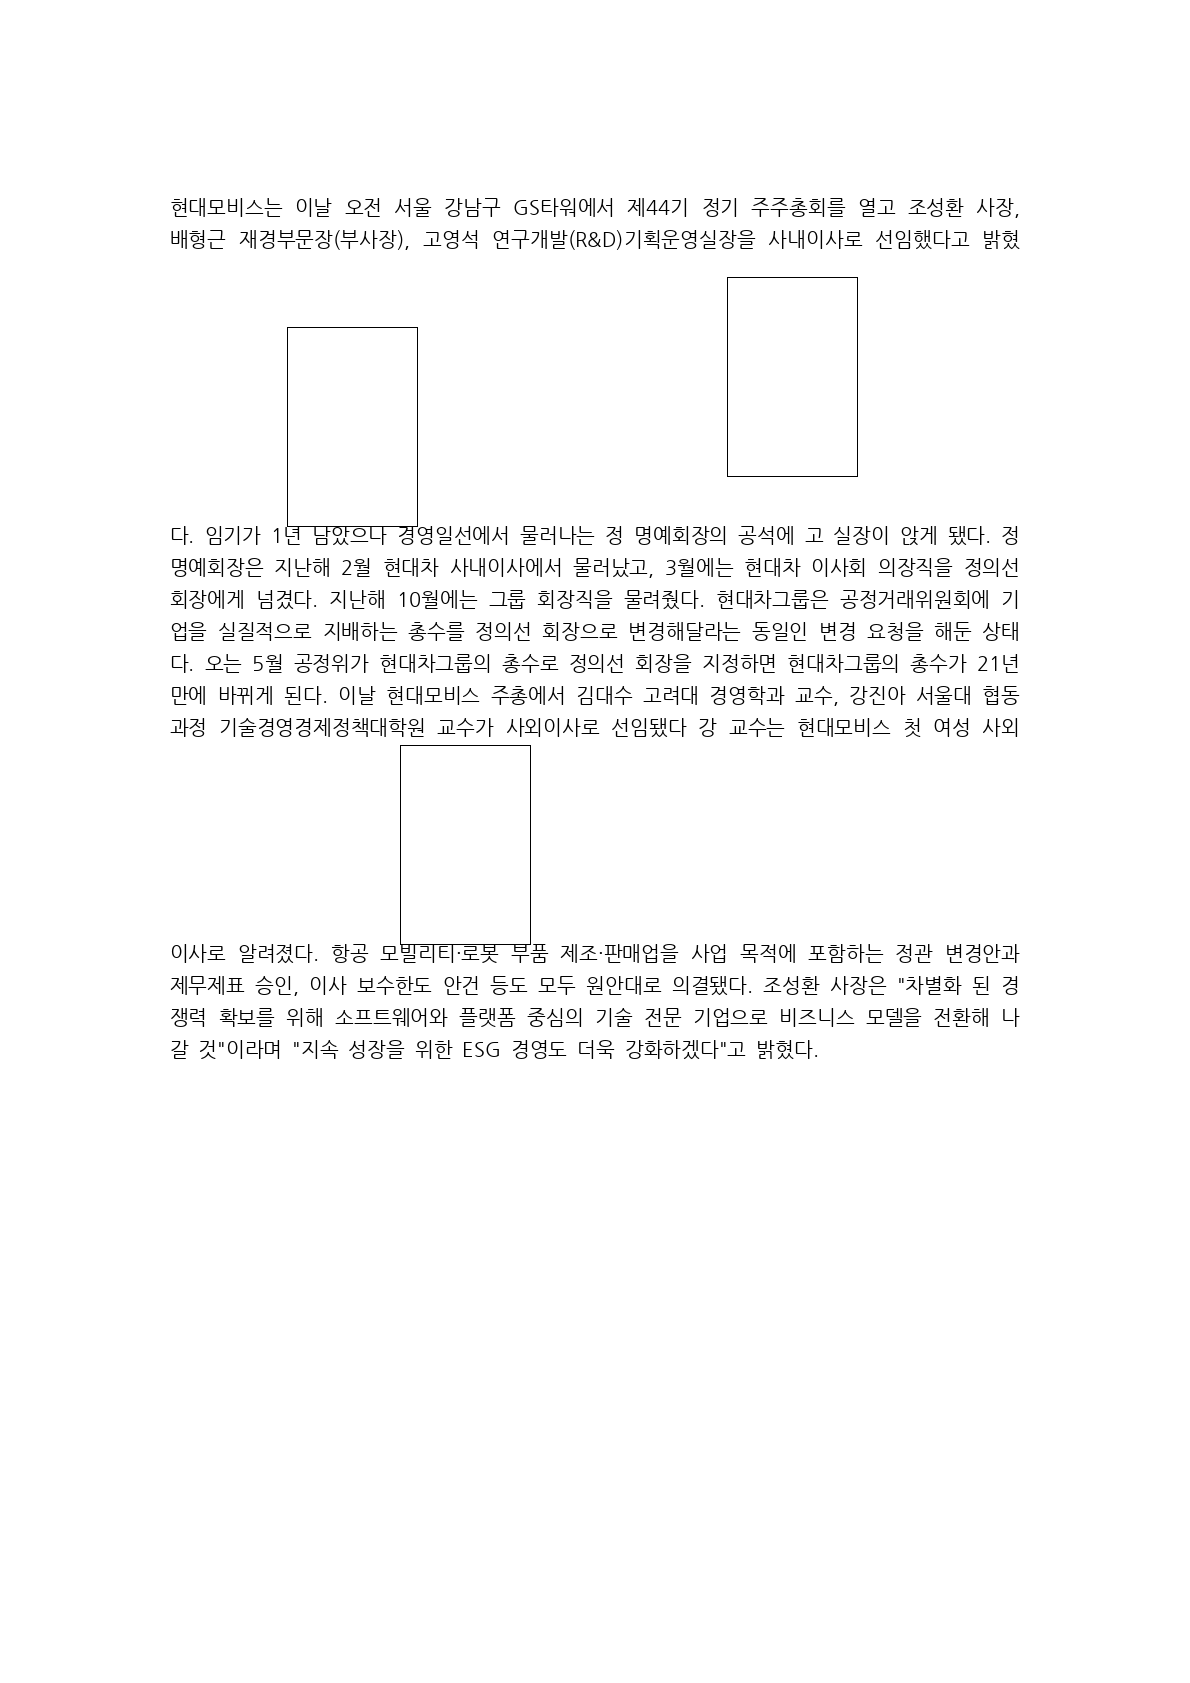 현대모비스는 이날 오전 서울 강남구 GS타워에서 제44기 정기 주주총회를 열고 조성환 사장,
배형근 재경부문장(부사장), 고영석 연구개발(R&D)기획운영실장을 사내이사로 선임했다고 밝혔
다. 임기가 1년 남았으나 경영일선에서 물러나는 정 명예회장의 공석에 고 실장이 앉게 됐다. 정
명예회장은 지난해 2월 현대차 사내이사에서 물러났고, 3월에는 현대차 이사회 의장직을 정의선
회장에게 넘겼다. 지난해 10월에는 그룹 회장직을 물려줬다. 현대차그룹은 공정거래위원회에 기
업을 실질적으로 지배하는 총수를 정의선 회장으로 변경해달라는 동일인 변경 요청을 해둔 상태
다. 오는 5월 공정위가 현대차그룹의 총수로 정의선 회장을 지정하면 현대차그룹의 총수가 21년
만에 바뀌게 된다. 이날 현대모비스 주총에서 김대수 고려대 경영학과 교수, 강진아 서울대 협동
과정 기술경영경제정책대학원 교수가 사외이사로 선임됐다 강 교수는 현대모비스 첫 여성 사외
이사로 알려졌다. 항공 모빌리티·로봇 부품 제조·판매업을 사업 목적에 포함하는 정관 변경안과
제무제표 승인, 이사 보수한도 안건 등도 모두 원안대로 의결됐다. 조성환 사장은 "차별화 된 경
쟁력 확보를 위해 소프트웨어와 플랫폼 중심의 기술 전문 기업으로 비즈니스 모델을 전환해 나
갈 것"이라며 "지속 성장을 위한 ESG 경영도 더욱 강화하겠다"고 밝혔다.